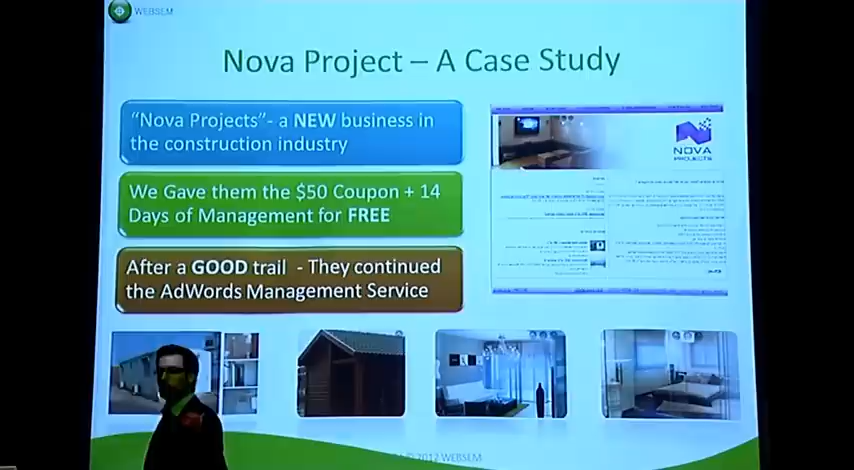 WEBSEM
Nova Project – A Case Study
"Nova Projects"- a NEW business in
the construction industry
We Gave them the $50 Coupon + 14
Days of Management for FREE
After a GOOD trail - They continued
the AdWords Management Service
NOVA
PROJECTS
© 2012 WEBSEM